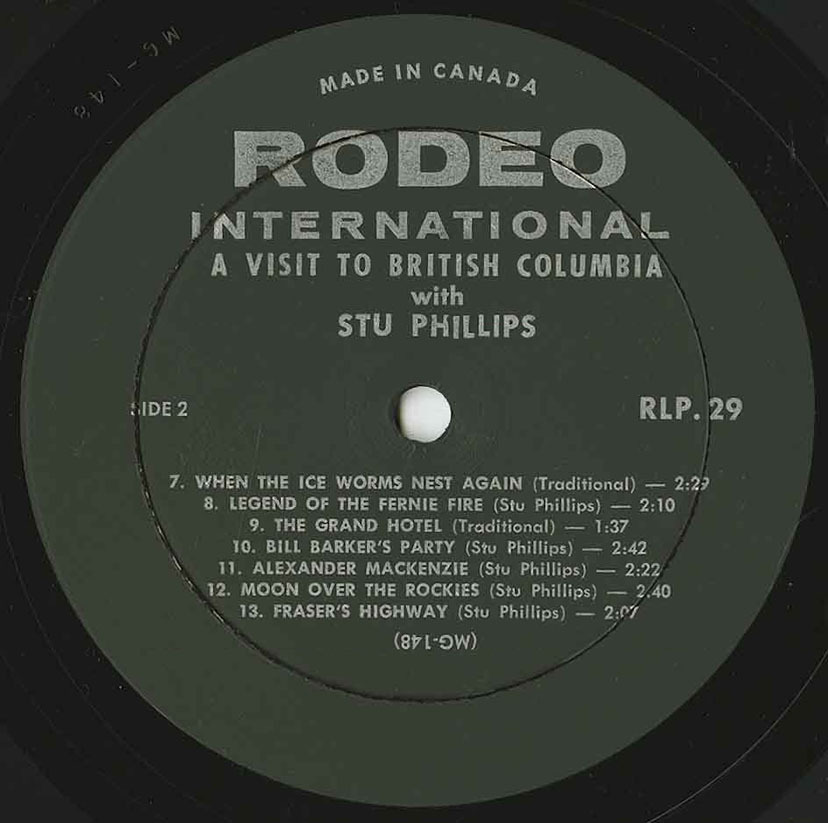 MG-148
MADE IN CANADA
RODEO
INTERNATIONAL
A VISIT TO BRITISH COLUMBIA
with
STU PHILLIPS
SIDE 2
RLP. 29
7. WHEN THE ICE WORMS NEST AGAIN (Traditional) — 2:29
8. LEGEND OF THE FERNIE FIRE (Stu Phillips) — 2:10
9. THE GRAND HOTEL (Traditional) — 1:37
10. BILL BARKER'S PARTY (Stu Phillips) — 2:42
11. ALEXANDER MACKENZIE (Stu Phillips) — 2:22
12. MOON OVER THE ROCKIES (Stu Phillips) — 2:40
13. FRASER'S HIGHWAY (Stu Phillips) — 2:07
(MG-148)